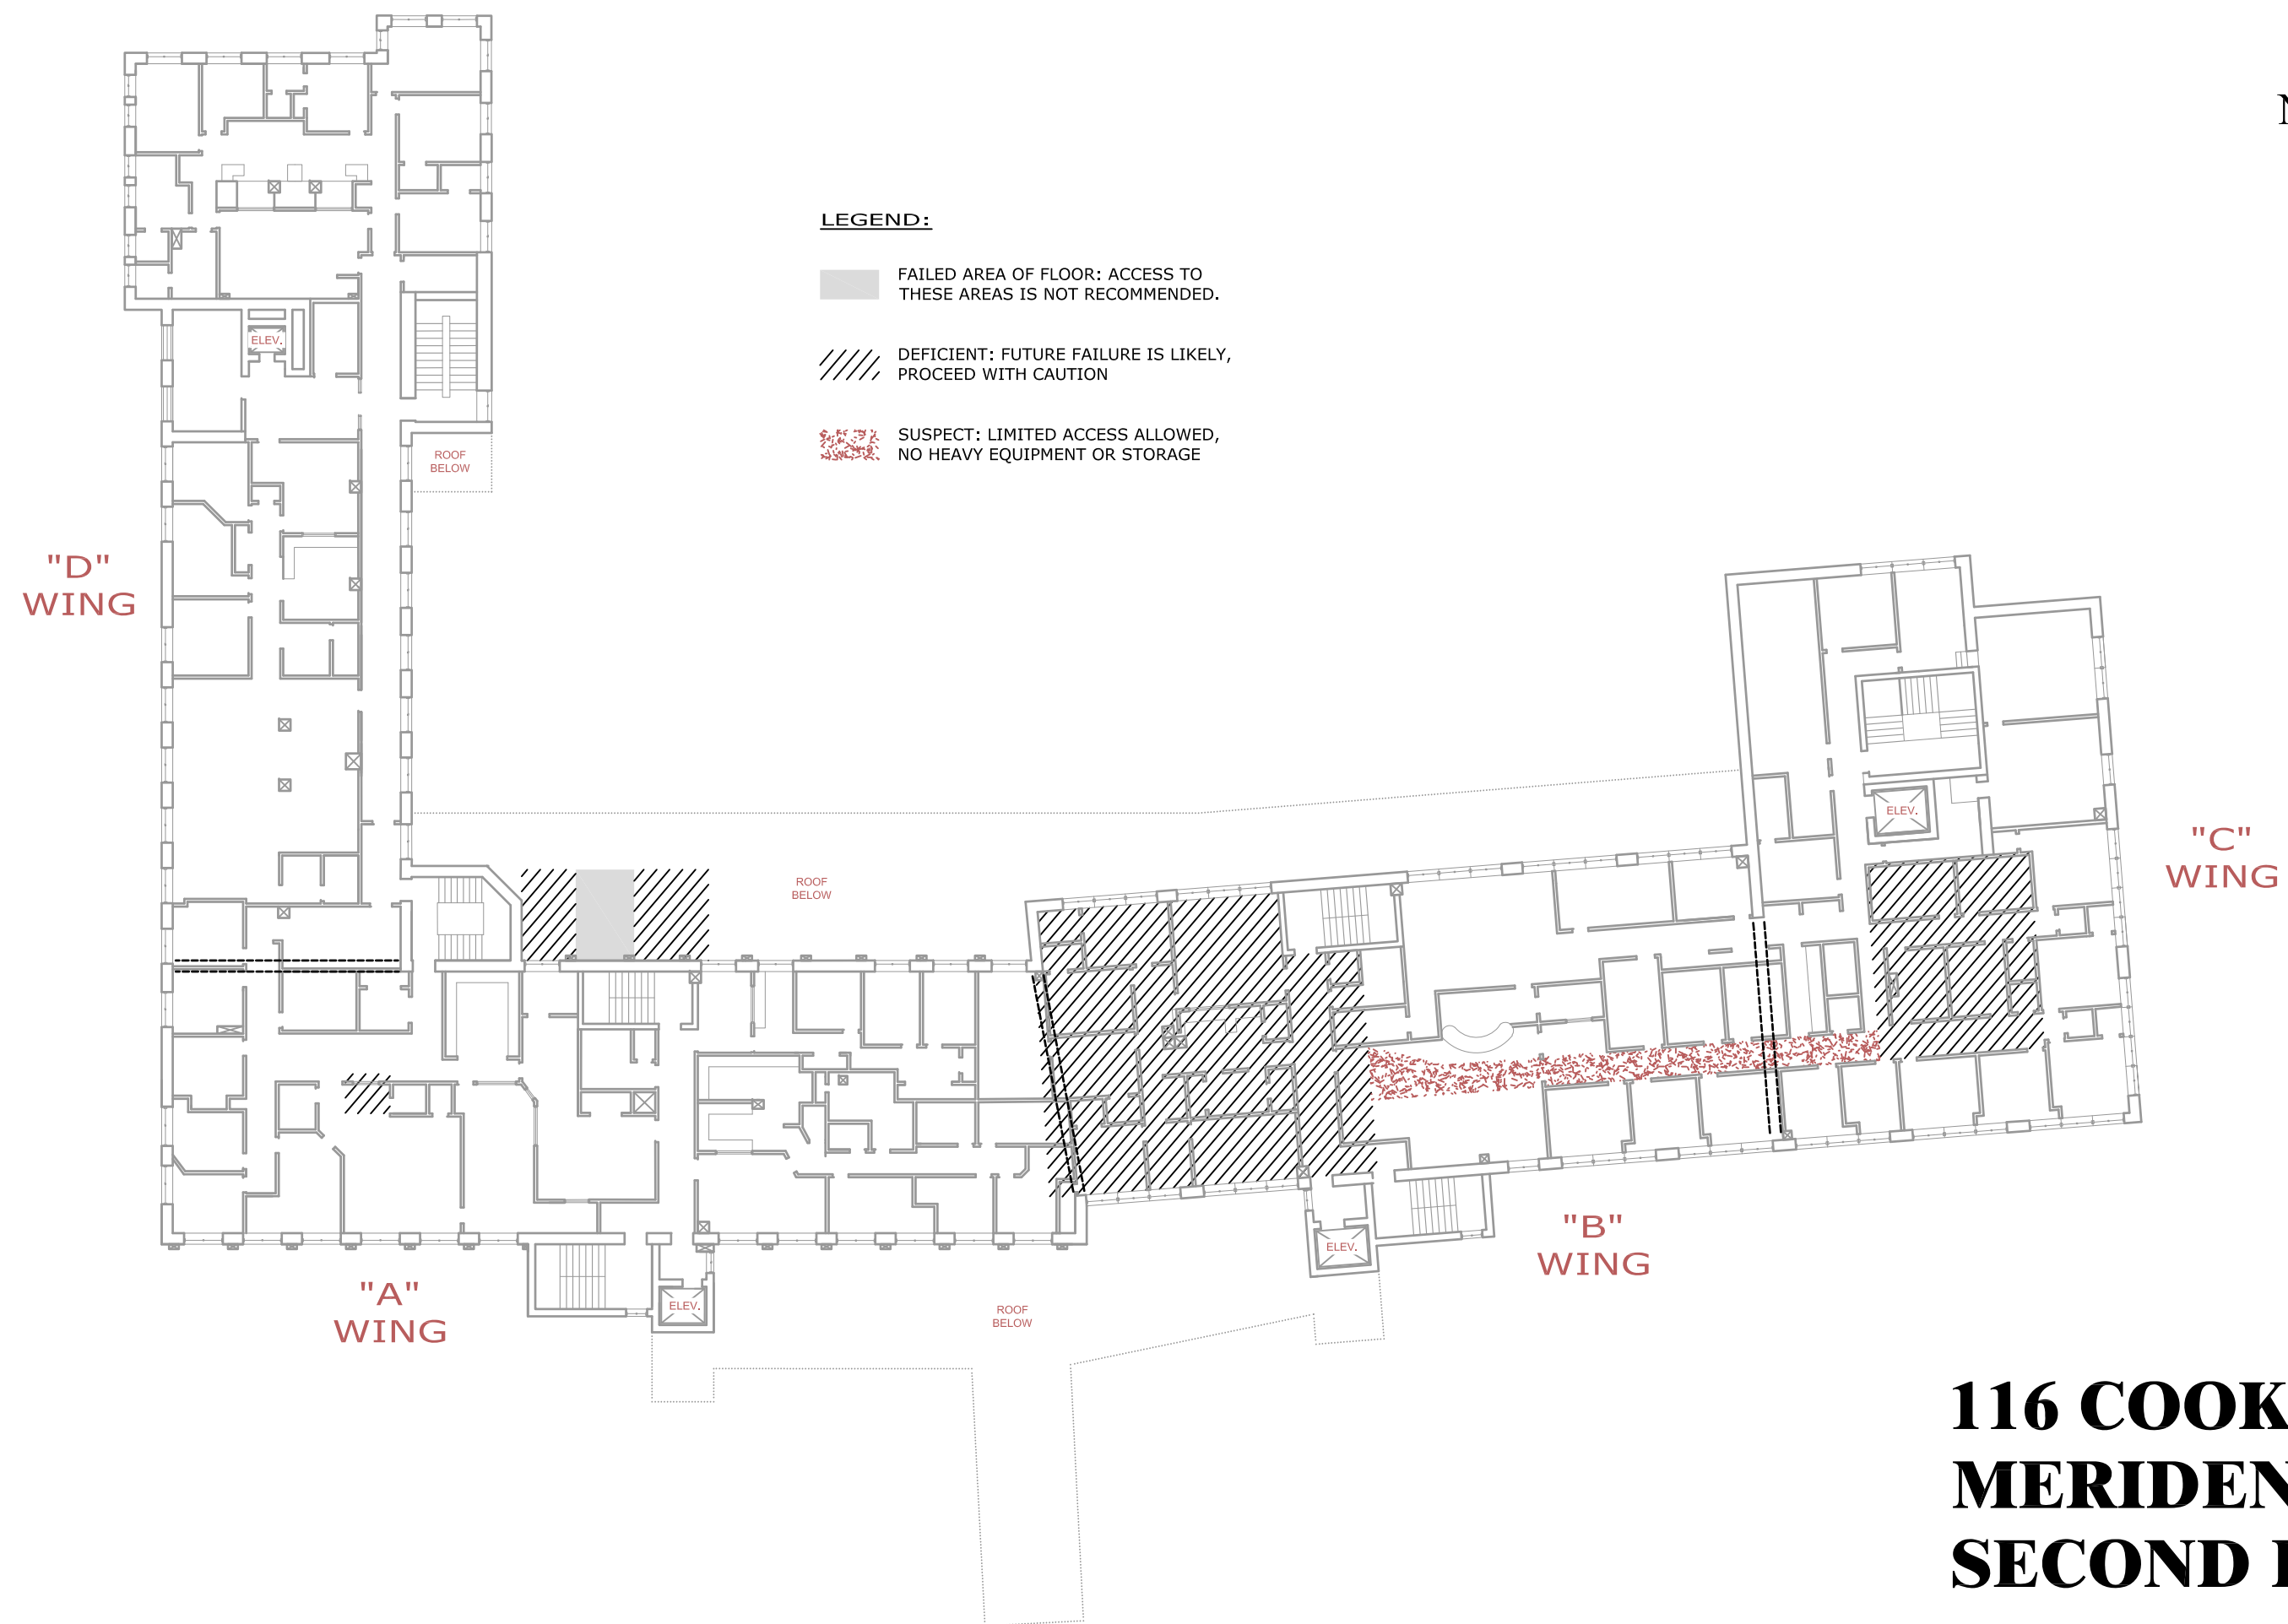 LEGEND:
FAILED AREA OF FLOOR: ACCESS TO
THESE AREAS IS NOT RECOMMENDED.
DEFICIENT: FUTURE FAILURE IS LIKELY,
PROCEED WITH CAUTION
SUSPECT: LIMITED ACCESS ALLOWED,
NO HEAVY EQUIPMENT OR STORAGE
ELEV.
ROOF
BELOW
"D"
WING
ELEV.
"C"
WING
ROOF
BELOW
"B"
WING
ELEV.
"A"
WING
ELEV.
ROOF
BELOW
116 COOK
MERIDEN
SECOND